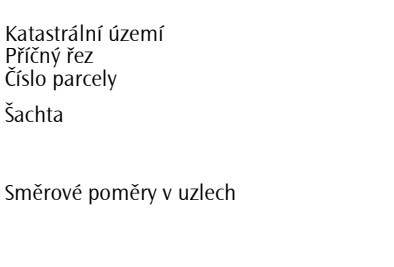 Katastrální území
Příčný řez
Číslo parcely
Šachta
Směrové poměry v uzlech